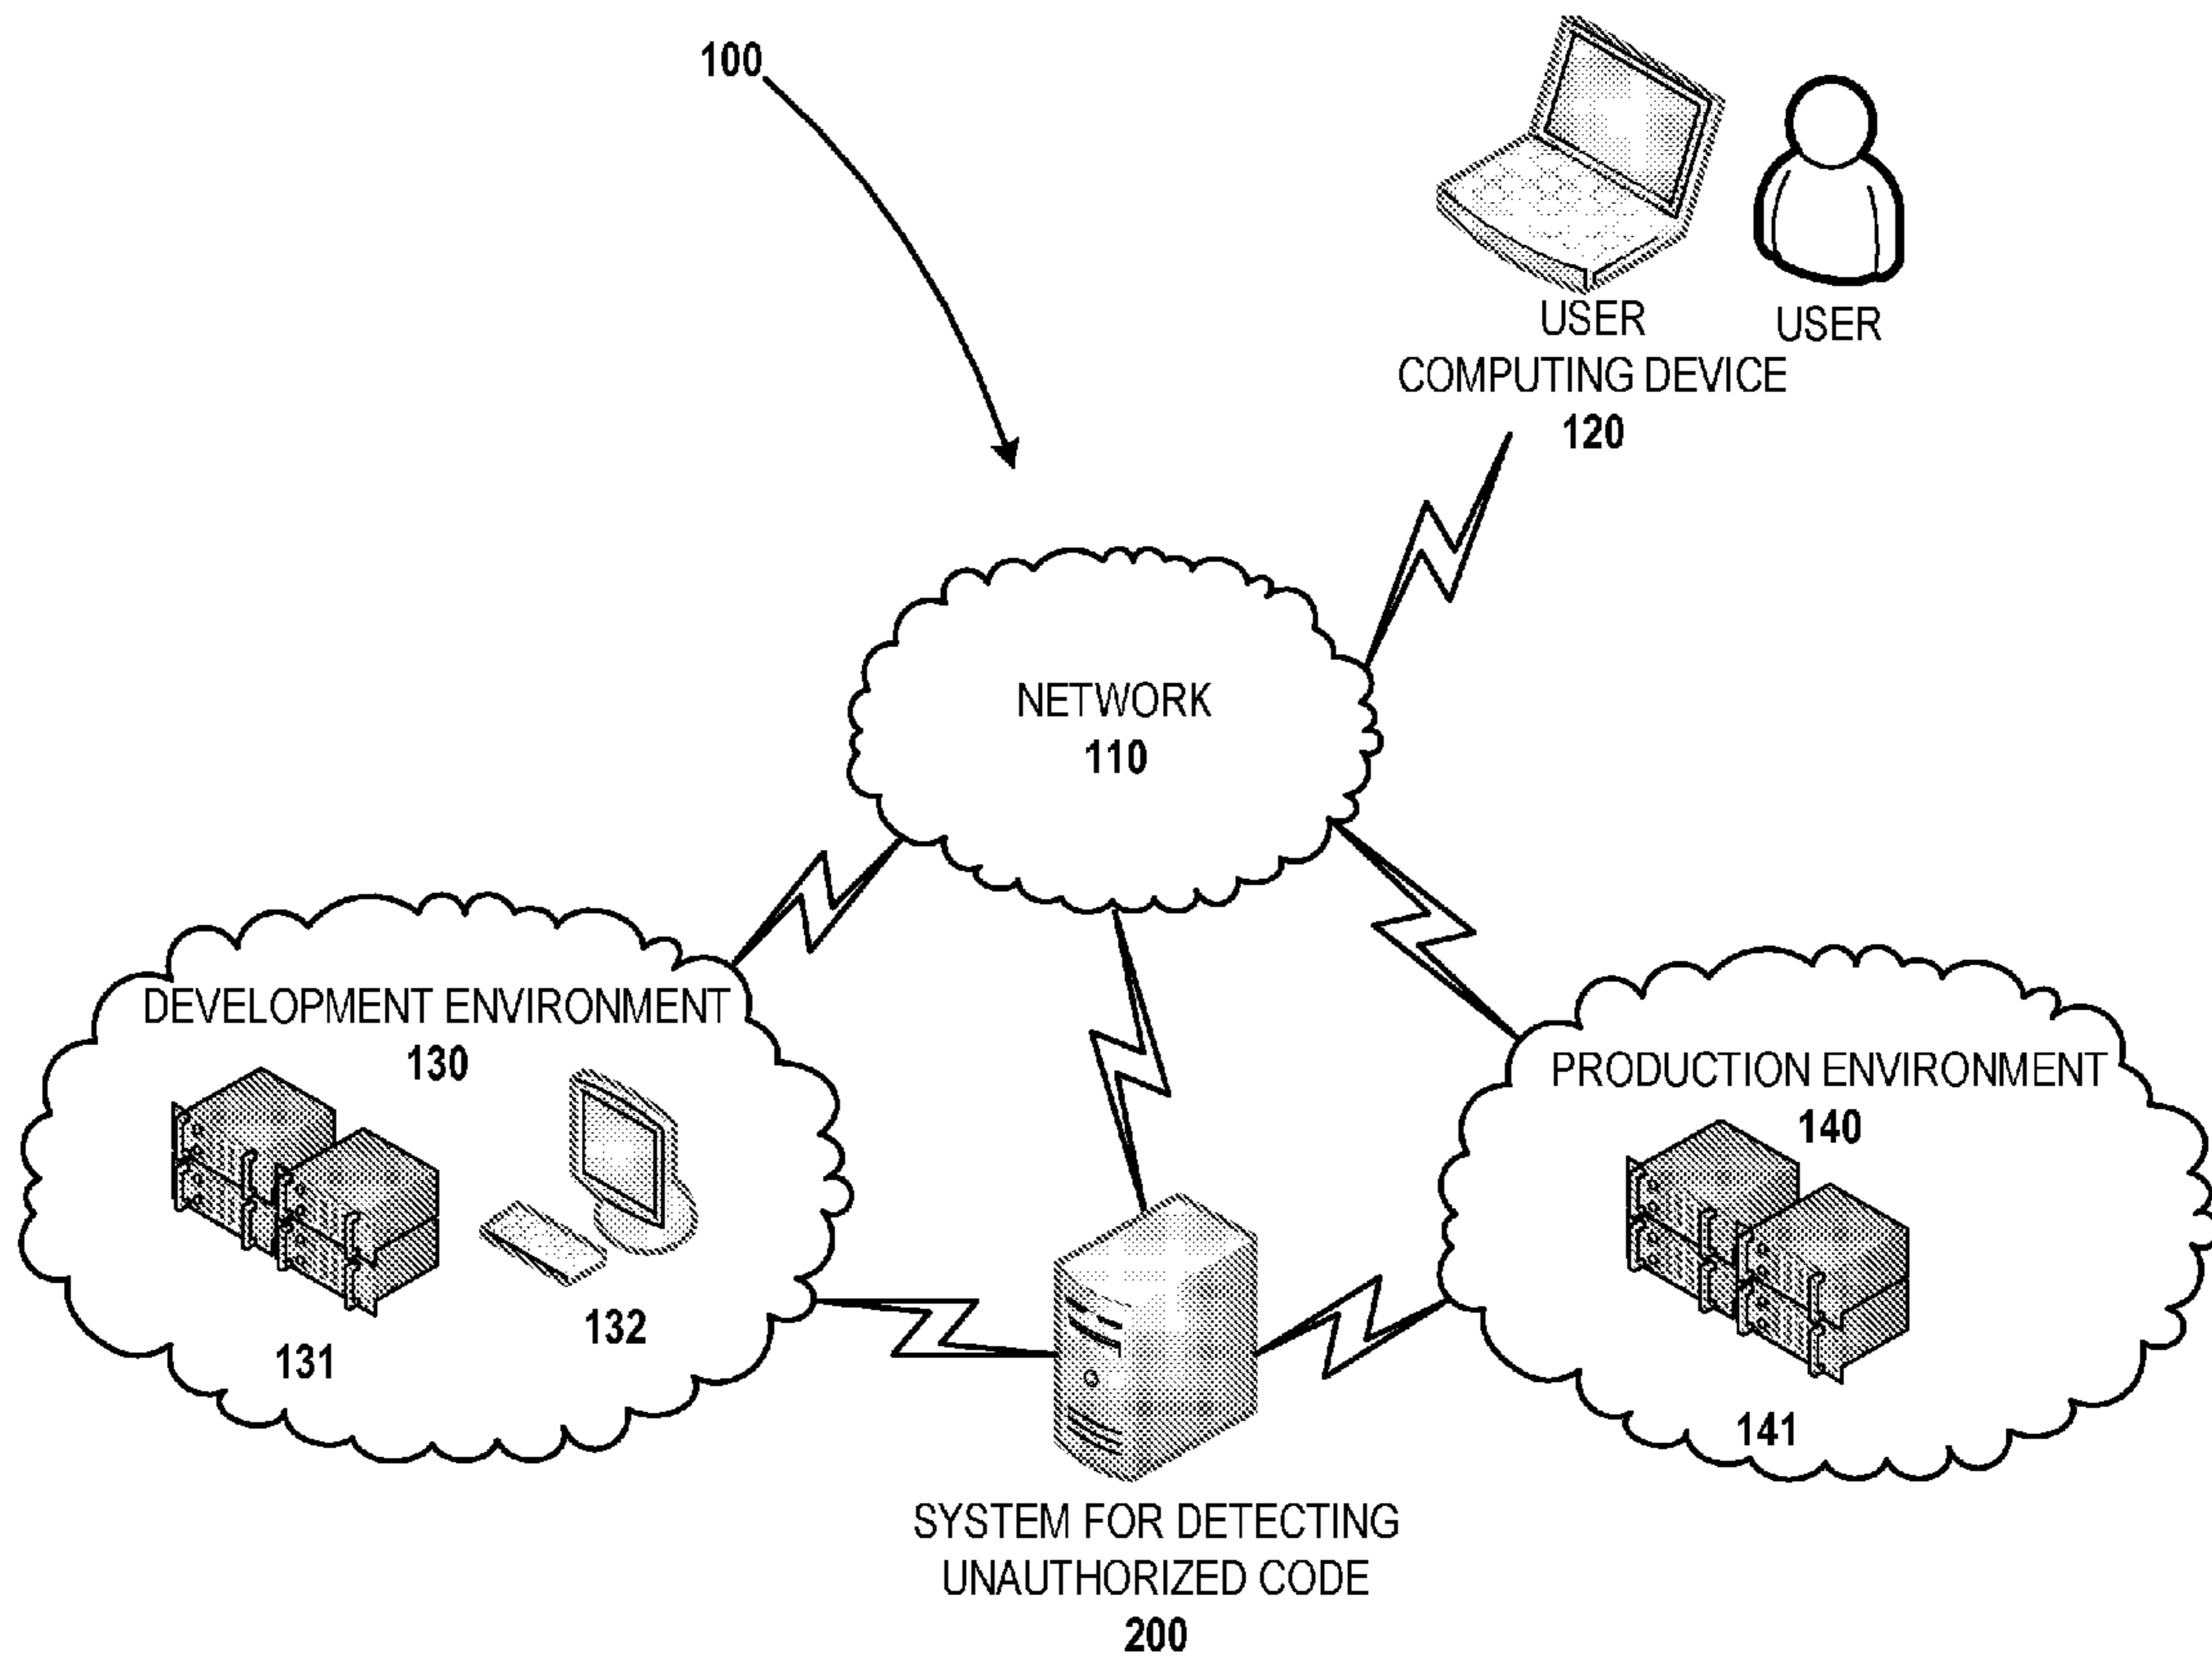 100
USER
COMPUTING DEVICE
120
USER
NETWORK
110
DEVELOPMENT ENVIRONMENT
130
131
132
PRODUCTION ENVIRONMENT
140
141
SYSTEM FOR DETECTING
UNAUTHORIZED CODE
200